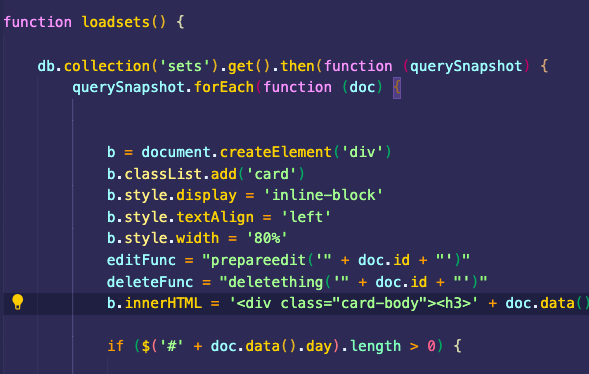 function loadsets() {
db.collection('sets').get().then(function (querySnapshot) {
querySnapshot.forEach(function (doc) {
b = document.createElement('div')
b.classList.add('card')
b.style.display = 'inline-block'
b.style.textAlign = 'left'
b.style.width = '80%'
editFunc = "prepareedit('" + doc.id + "')"
deleteFunc = "deletething('" + doc.id + "')"
b.innerHTML = '<div class="card-body"><h3>' + doc.data()
if ($('#' + doc.data().day).length > 0) {